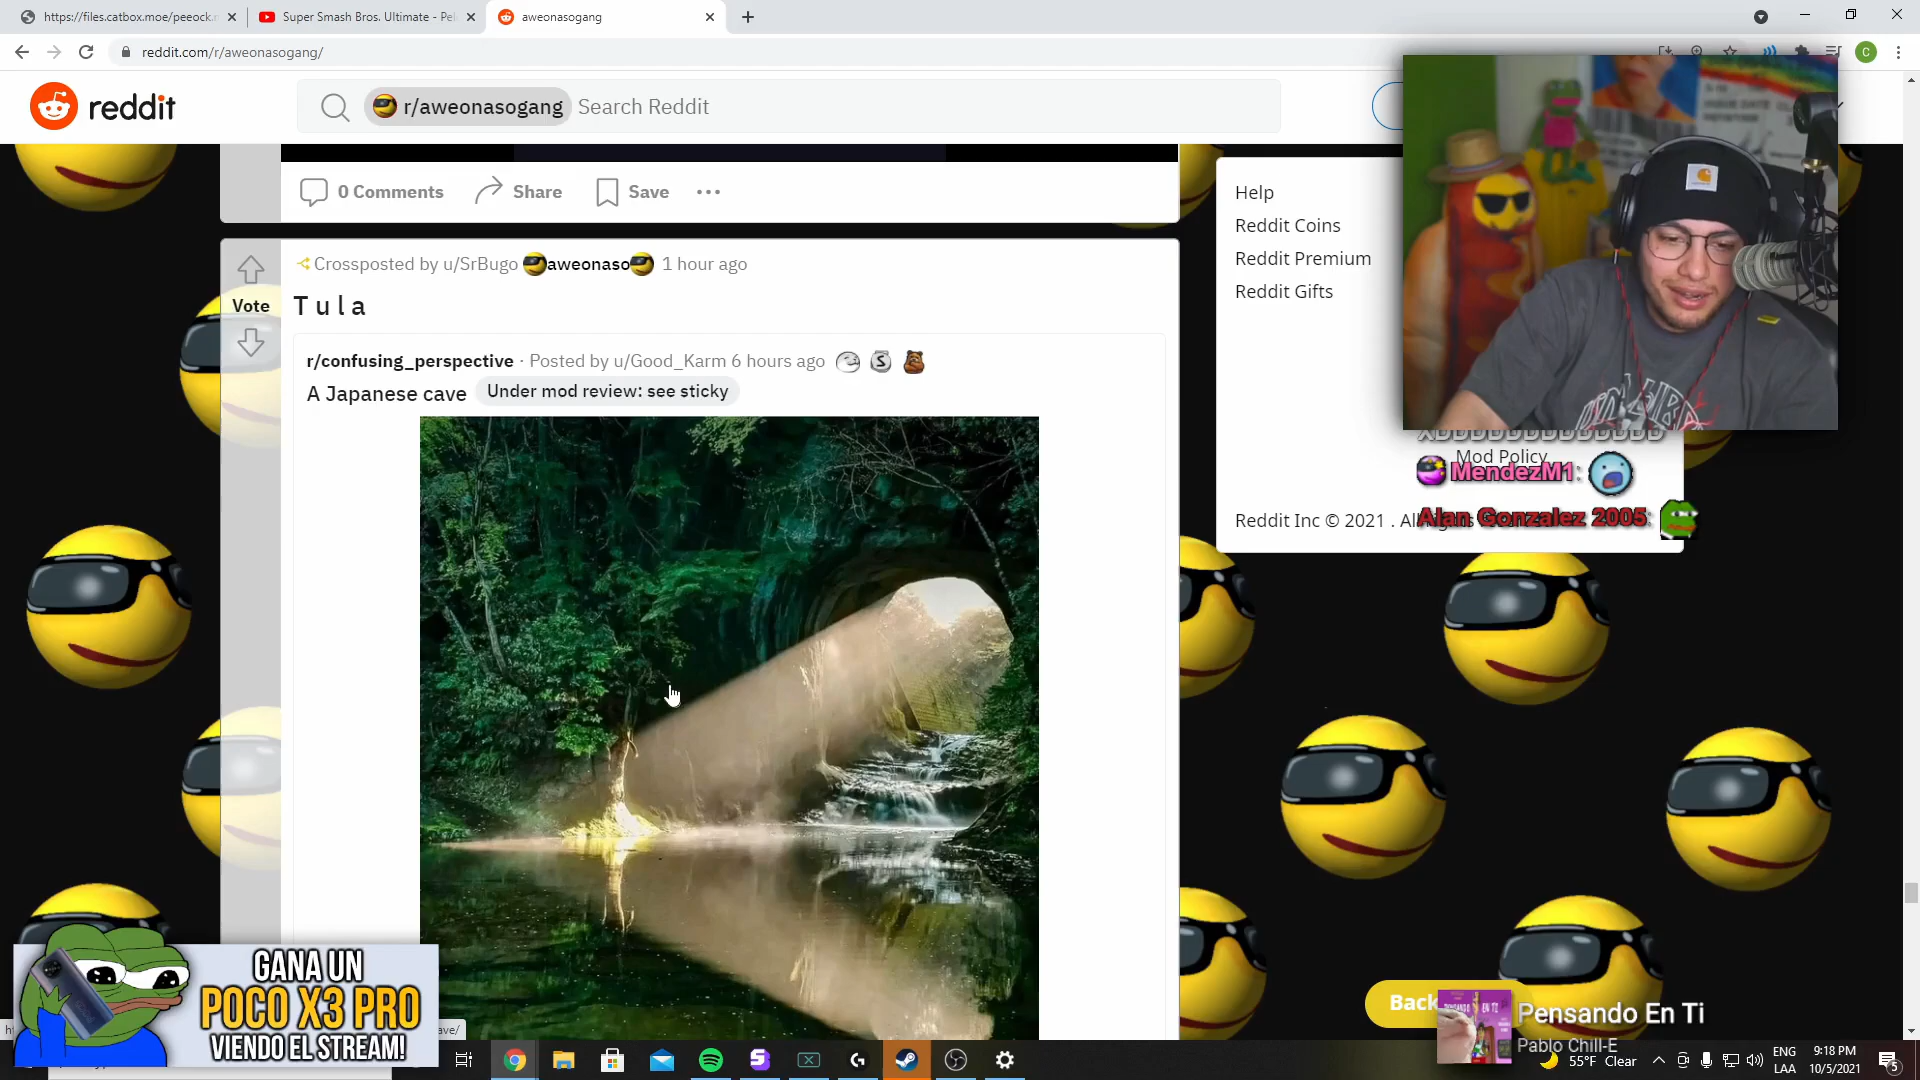 https://files.catbox.moe/peeock.m
Super Smash Bros. Ultimate - Pel
aweonasogang
reddit.com/r/aweonasogang/
C
reddit
r/aweonasogang
Search Reddit
0 Comments
Share
Save
Help
Reddit Coins
Reddit Premium
Reddit Gifts
Crossposted by u/SrBugo
aweonaso
1 hour ago
Vote
T u l a
r/confusing_perspective · Posted by u/Good_Karm 6 hours ago
A Japanese cave
Under mod review: see sticky
Mod Policy
MendezM1:
Reddit Inc © 2021 . All
Alan Gonzalez 2005:
GANA UN
POCO X3 PRO
VIENDO EL STREAM!
ave/
Back
Pensando En Ti
Pablo Chill-E
55°F Clear
ENG
LAA
9:18 PM
10/5/2021
5